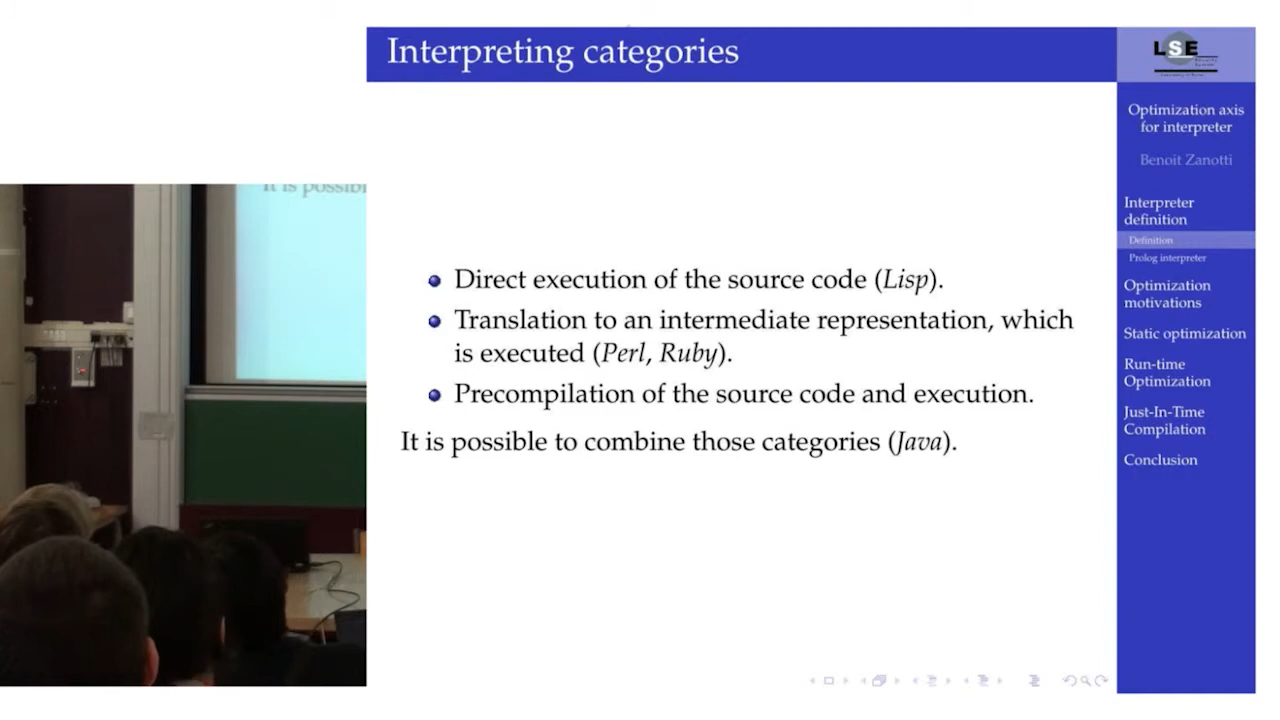 Interpreting categories
Direct execution of the source code (Lisp).
Translation to an intermediate representation, which
is executed (Perl, Ruby).
Precompilation of the source code and execution.
It is possible to combine those categories (Java).
LSE
Optimization axis
for interpreter
Benoit Zanotti
Interpreter
definition
Definition
Prolog interpreter
Optimization
motivations
Static optimization
Run-time
Optimization
Just-In-Time
Compilation
Conclusion
It is possibl